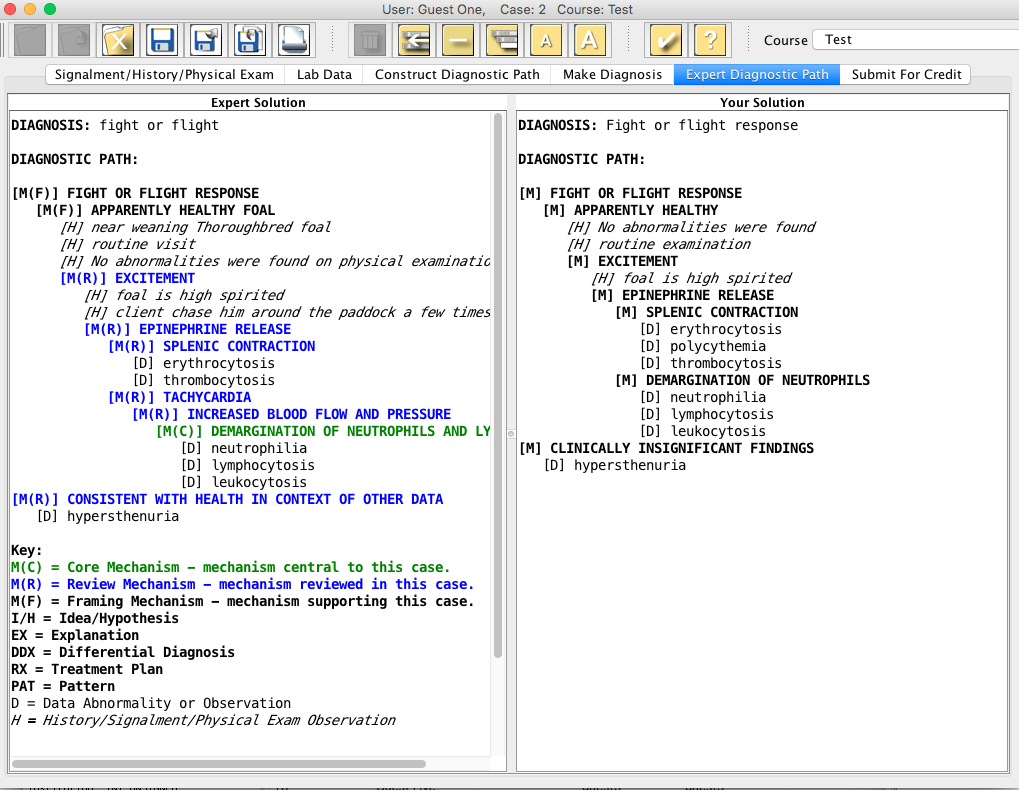 User: Guest One, Case: 2 Course: Test
Course Test
Signalment/History/Physical Exam Lab Data Construct Diagnostic Path Make Diagnosis Expert Diagnostic Path Submit For Credit
Expert Solution
DIAGNOSIS: fight or flight
DIAGNOSTIC PATH:
[M(F)] FIGHT OR FLIGHT RESPONSE
[M(F)] APPARENTLY HEALTHY FOAL
[H] near weaning Thoroughbred foal
[H] routine visit
[H] No abnormalities were found on physical examinatio
[M(R)] EXCITEMENT
[H] foal is high spirited
[H] client chase him around the paddock a few times
[M(R)] EPINEPHRINE RELEASE
[M(R)] SPLENIC CONTRACTION
[D] erythrocytosis
[D] thrombocytosis
[M(R)] TACHYCARDIA
[M(R)] INCREASED BLOOD FLOW AND PRESSURE
[M(C)] DEMARGINATION OF NEUTROPHILS AND LY
[D] neutrophilia
[D] lymphocytosis
[D] leukocytosis
[M(R)] CONSISTENT WITH HEALTH IN CONTEXT OF OTHER DATA
[D] hypersthenuria
Key:
M(C) = Core Mechanism – mechanism central to this case.
M(R) = Review Mechanism – mechanism reviewed in this case.
M(F) = Framing Mechanism – mechanism supporting this case.
I/H = Idea/Hypothesis
EX = Explanation
DDX = Differential Diagnosis
RX = Treatment Plan
PAT = Pattern
D = Data Abnormality or Observation
H = History/Signalment/Physical Exam Observation
Your Solution
DIAGNOSIS: Fight or flight response
DIAGNOSTIC PATH:
[M] FIGHT OR FLIGHT RESPONSE
[M] APPARENTLY HEALTHY
[H] No abnormalities were found
[H] routine examination
[M] EXCITEMENT
[H] foal is high spirited
[M] EPINEPHRINE RELEASE
[M] SPLENIC CONTRACTION
[D] erythrocytosis
[D] polycythemia
[D] thrombocytosis
[M] DEMARGINATION OF NEUTROPHILS
[D] neutrophilia
[D] lymphocytosis
[D] leukocytosis
[M] CLINICALLY INSIGNIFICANT FINDINGS
[D] hypersthenuria